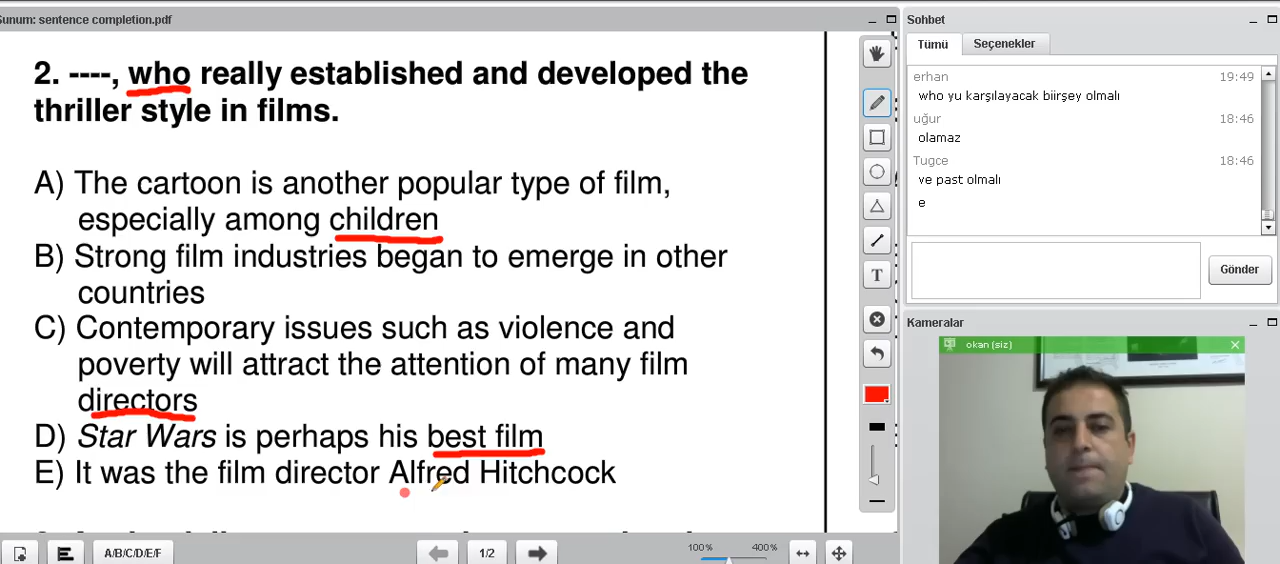 Sunum: sentence completion.pdf
2. ----, who really established and developed the
thriller style in films.
A) The cartoon is another popular type of film,
especially among children
B) Strong film industries began to emerge in other
countries
C) Contemporary issues such as violence and
poverty will attract the attention of many film
directors
D) Star Wars is perhaps his best film
E) It was the film director Alfred Hitchcock
T
A/B/C/D/E/F
1/2
100%
400%
Sohbet
Tümü
Seçenekler
erhan 19:49
who yu karşılayacak biirşey olmalı
uğur 18:46
olamaz
Tugce 18:46
ve past olmalı
e
Gönder
Kameralar
okan (siz)